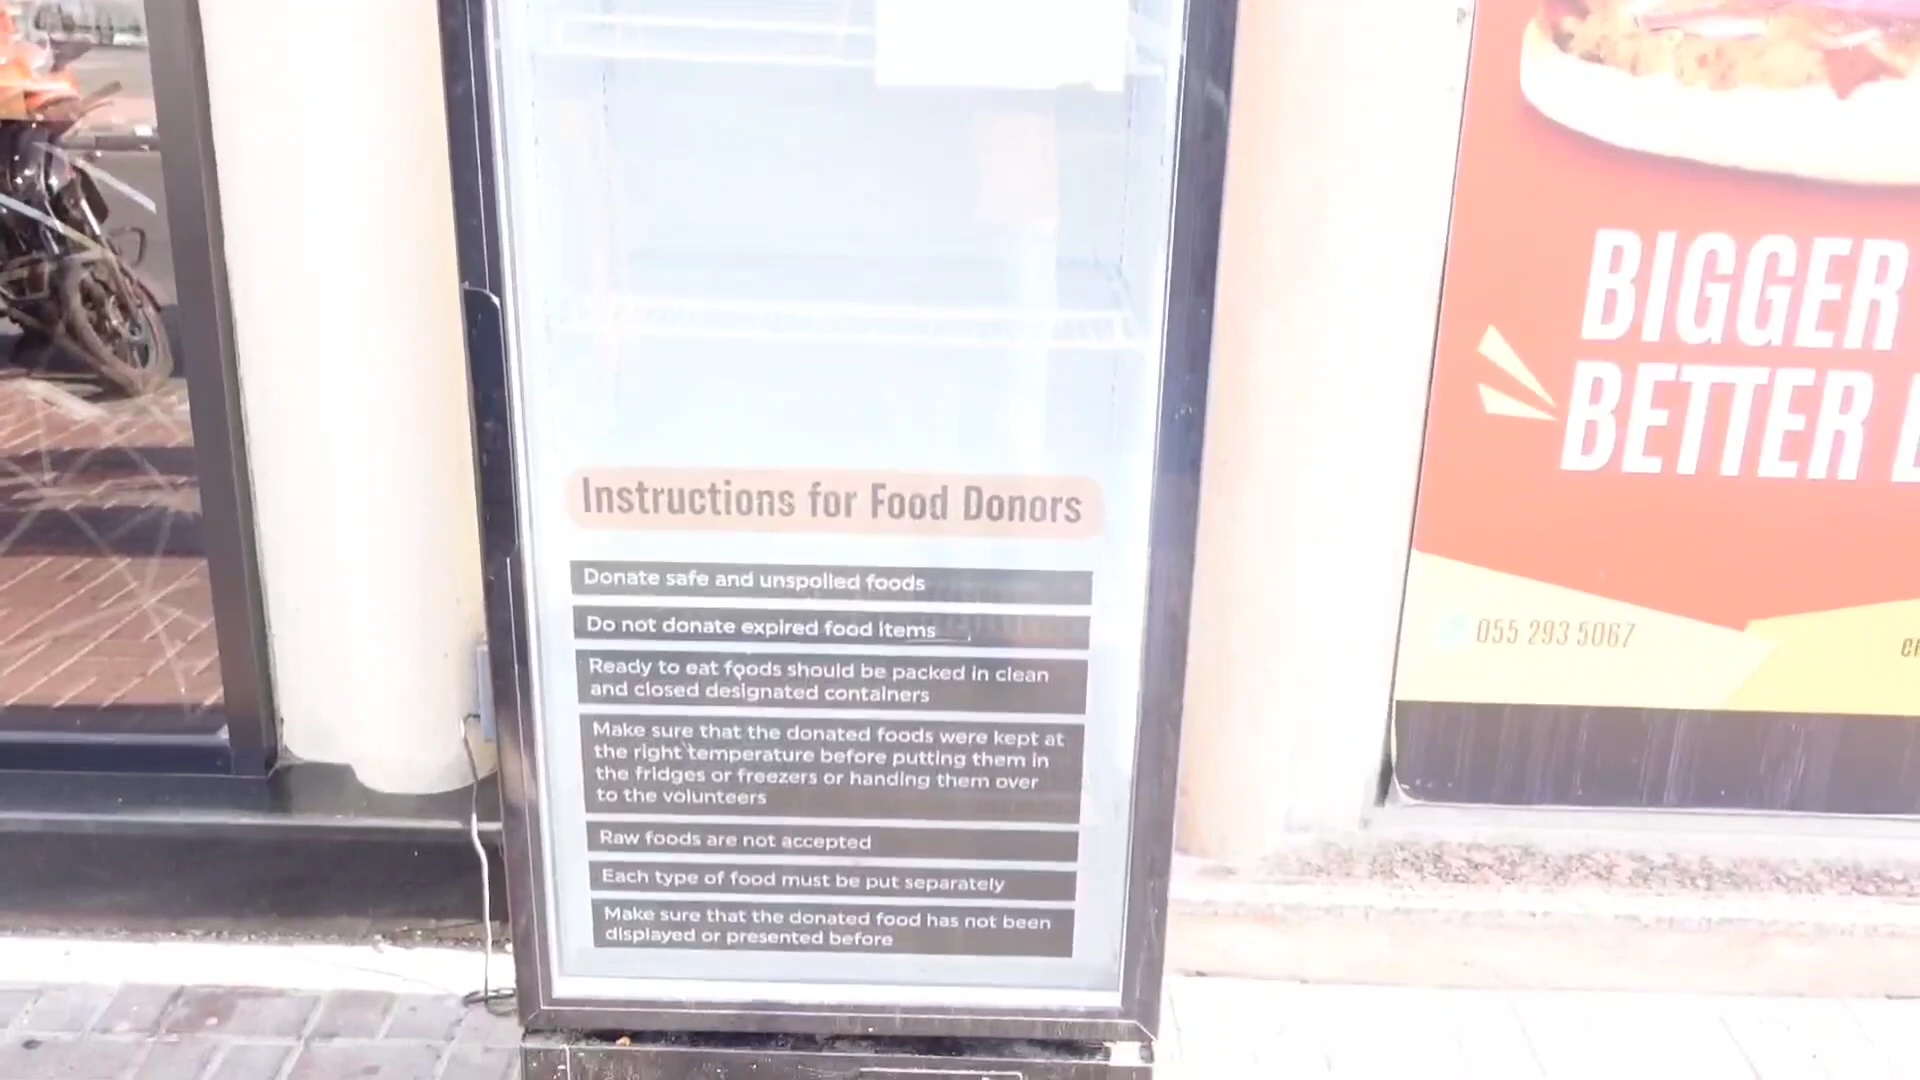 Instructions for Food Donors
Donate safe and unspoiled foods
Do not donate expired food items
Ready to eat foods should be packed in clean
and closed designated containers
Make sure that the donated foods were kept at
the right temperature before putting them in
the fridges or freezers or handing them over
to the volunteers
Raw foods are not accepted
Each type of food must be put separately
Make sure that the donated food has not been
displayed or presented before
BIGGER
BETTER
055 293 5067